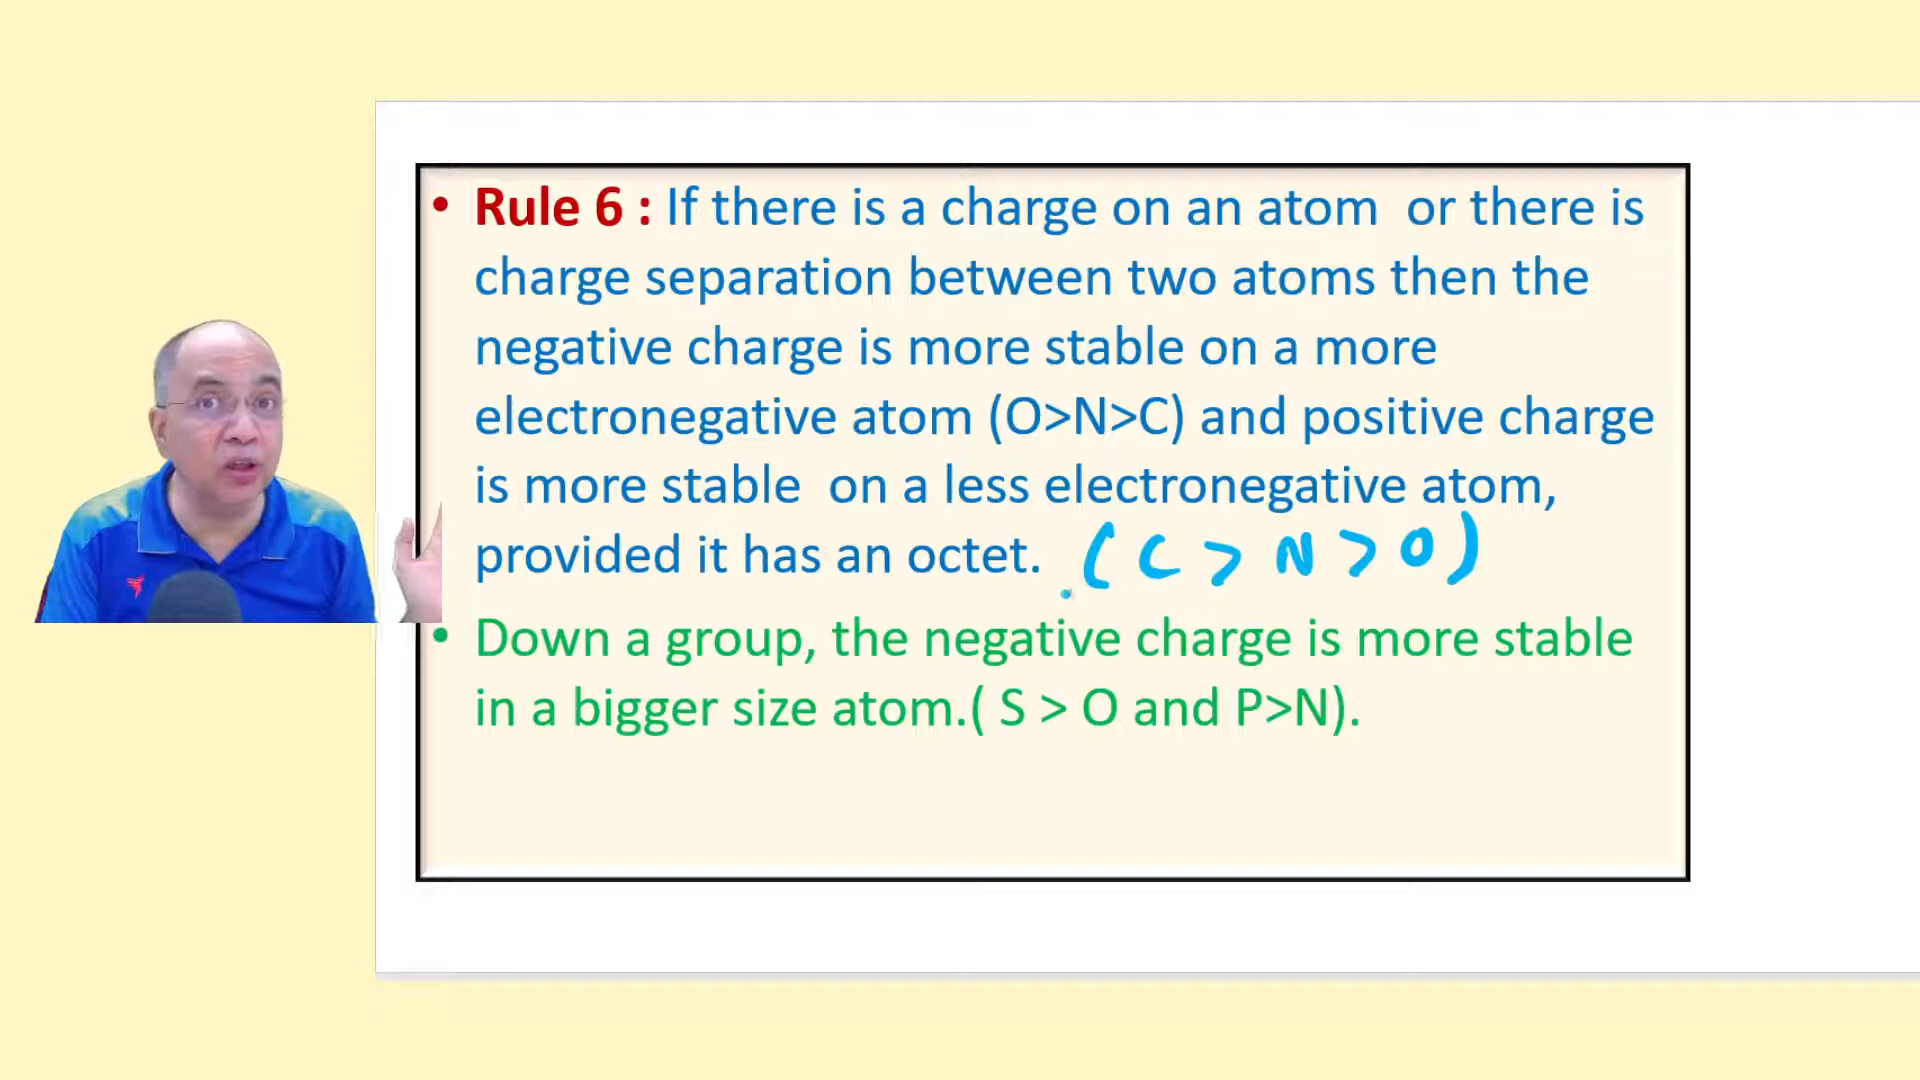 • Rule 6 : If there is a charge on an atom or there is
charge separation between two atoms then the
negative charge is more stable on a more
electronegative atom (O>N>C) and positive charge
is more stable on a less electronegative atom,
provided it has an octet. (C > N > O)
• Down a group, the negative charge is more stable
in a bigger size atom.( S > O and P>N).